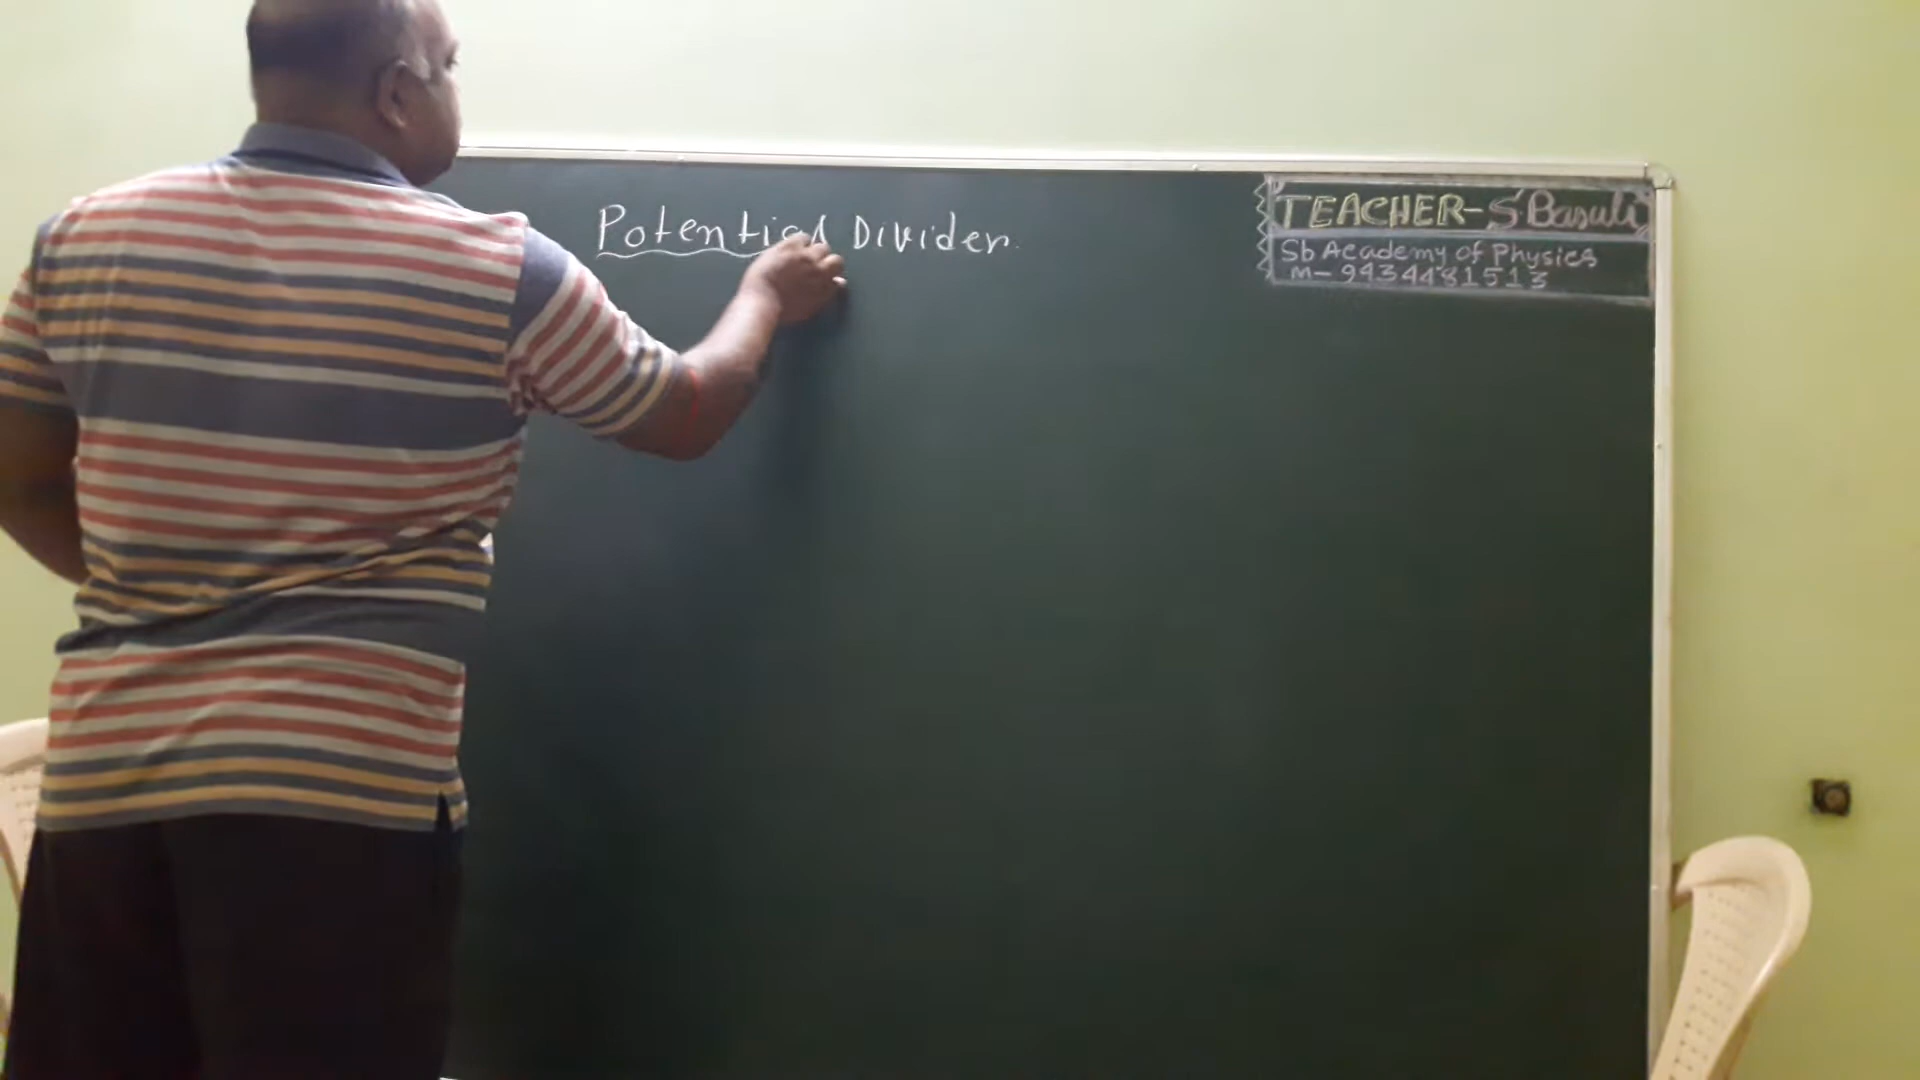 Potential Divider.
TEACHER-S Basuli
Sb Academy of Physics
M-9434481513